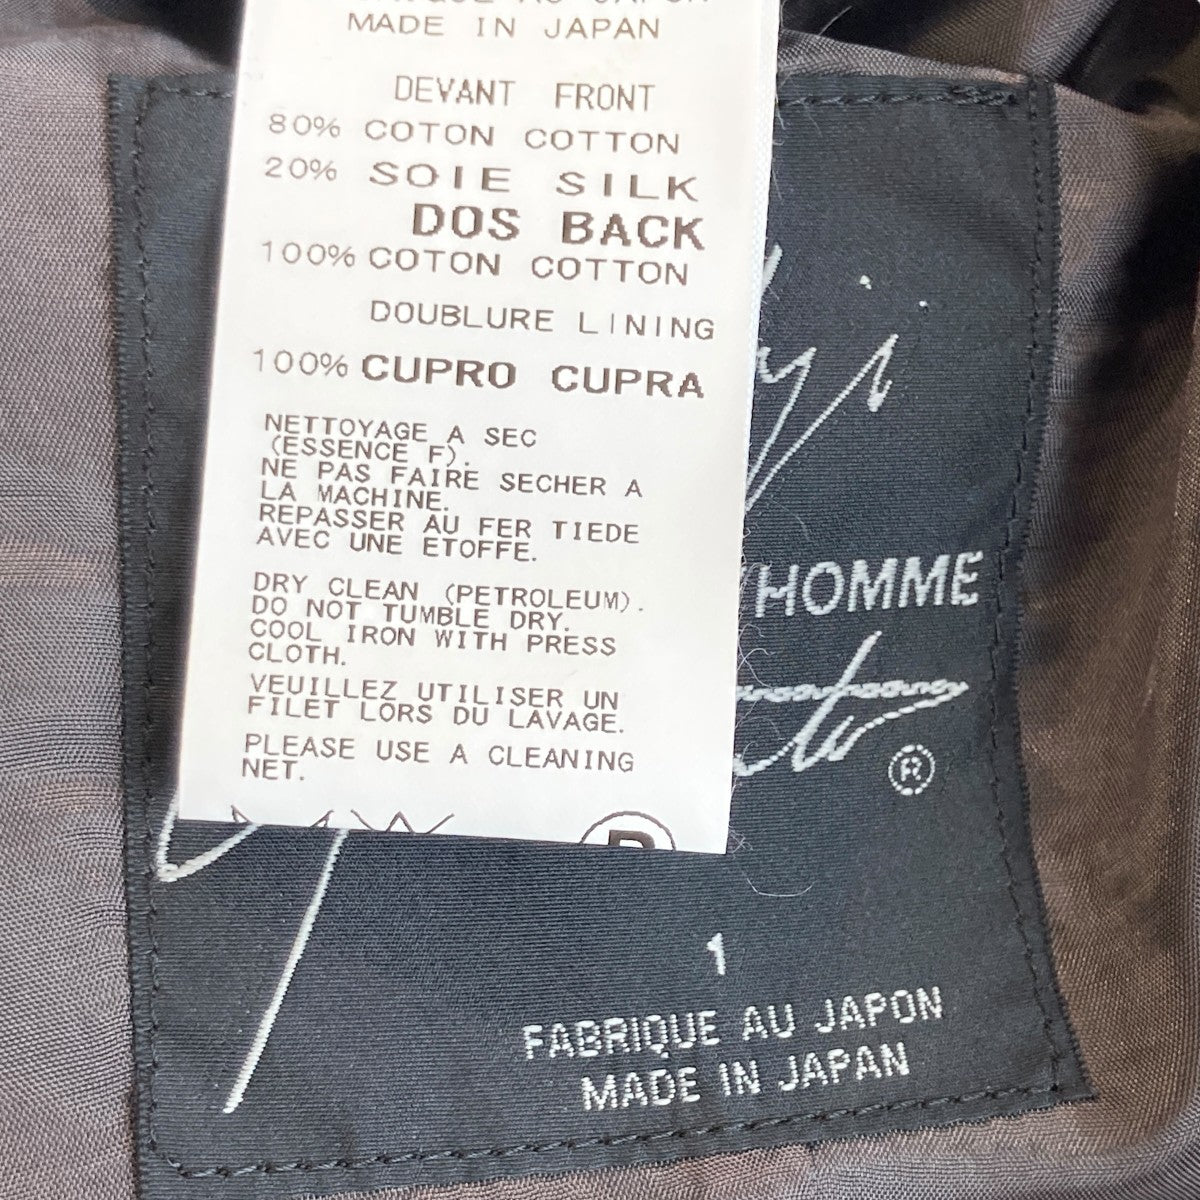 MADE IN JAPAN
DEVANT FRONT
80% COTON COTTON
20% SOIE SILK
DOS BACK
100% COTON COTTON
DOUBLURE LINING
100% CUPRO CUPRA
NETTOYAGE A SEC
(ESSENCE F).
NE PAS FAIRE SECHER A
LA MACHINE.
REPASSER AU FER TIEDE
AVEC UNE ETOFFE.
DRY CLEAN (PETROLEUM).
DO NOT TUMBLE DRY.
COOL IRON WITH PRESS
CLOTH.
VEUILLEZ UTILISER UN
FILET LORS DU LAVAGE.
PLEASE USE A CLEANING
NET.
HOMME
®
1
FABRIQUE AU JAPON
MADE IN JAPAN